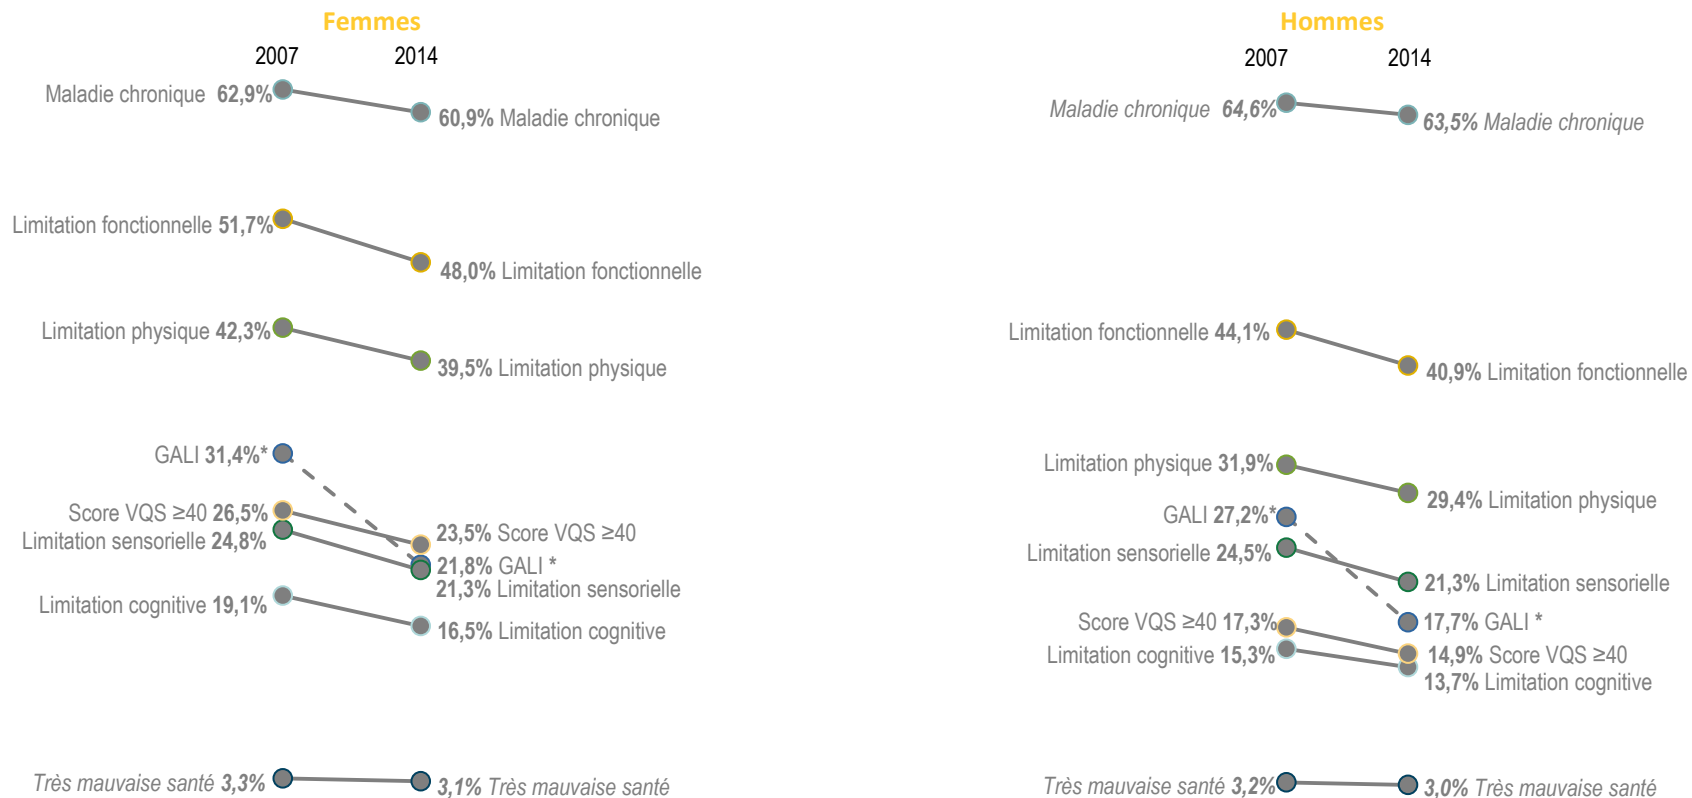 Femmes
2007 2014
Maladie chronique 62,9%
60,9% Maladie chronique
Limitation fonctionnelle 51,7%
48,0% Limitation fonctionnelle
Limitation physique 42,3%
39,5% Limitation physique
GALI 31,4%*
Score VQS ≥40 26,5%
23,5% Score VQS ≥40
Limitation sensorielle 24,8%
21,8% GALI *
21,3% Limitation sensorielle
Limitation cognitive 19,1%
16,5% Limitation cognitive
Très mauvaise santé 3,3%
3,1% Très mauvaise santé
Hommes
2007 2014
Maladie chronique 64,6%
63,5% Maladie chronique
Limitation fonctionnelle 44,1%
40,9% Limitation fonctionnelle
Limitation physique 31,9%
29,4% Limitation physique
GALI 27,2%*
Limitation sensorielle 24,5%
21,3% Limitation sensorielle
Score VQS ≥40 17,3%
17,7% GALI *
Limitation cognitive 15,3%
14,9% Score VQS ≥40
13,7% Limitation cognitive
Très mauvaise santé 3,2%
3,0% Très mauvaise santé